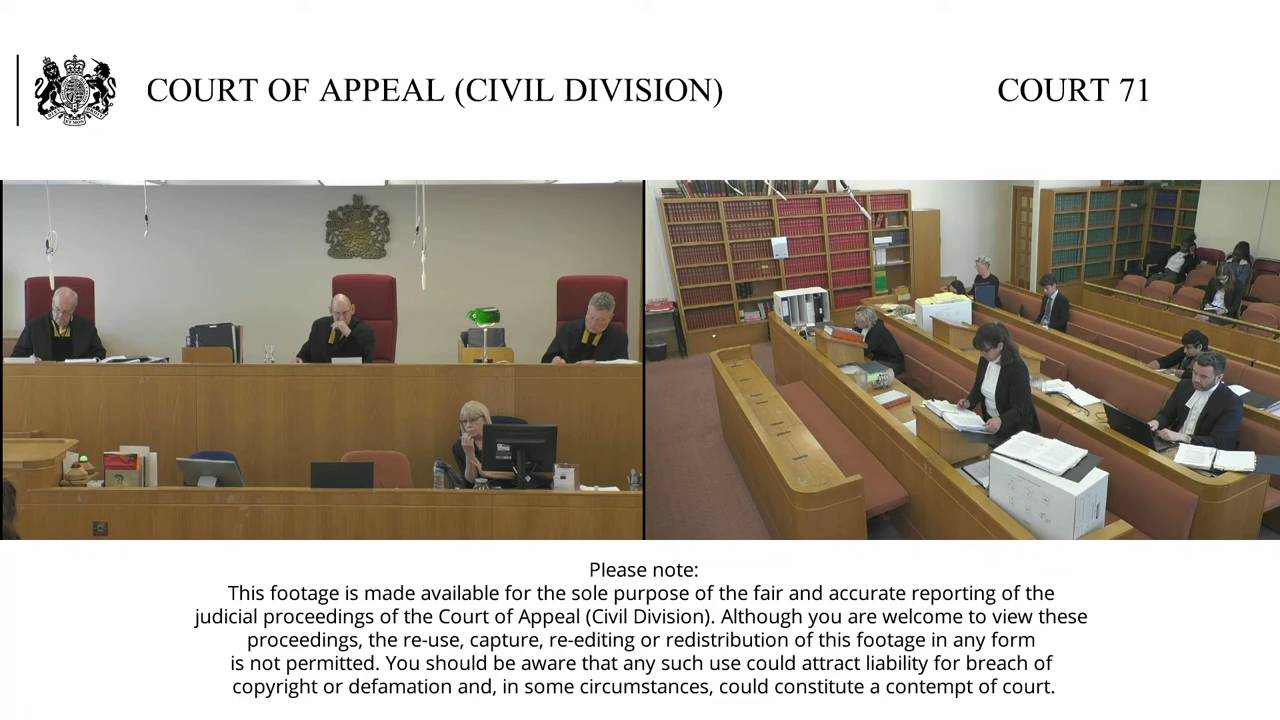 COURT OF APPEAL (CIVIL DIVISION)
COURT 71
Please note:
This footage is made available for the sole purpose of the fair and accurate reporting of the
judicial proceedings of the Court of Appeal (Civil Division). Although you are welcome to view these
proceedings, the re-use, capture, re-editing or redistribution of this footage in any form
is not permitted. You should be aware that any such use could attract liability for breach of
copyright or defamation and, in some circumstances, could constitute a contempt of court.